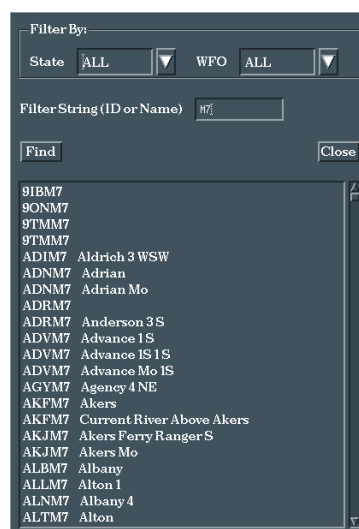 Filter By:
State ALL WFO ALL
Filter String (ID or Name) M7
Find Close
9IBM7
9ONM7
9TMM7
9TMM7
ADIM7 Aldrich 3 WSW
ADNM7 Adrian
ADNM7 Adrian Mo
ADRM7
ADRM7 Anderson 3 S
ADVM7 Advance 1 S
ADVM7 Advance 1S 1 S
ADVM7 Advance Mo 1S
AGYM7 Agency 4 NE
AKFM7 Akers
AKFM7 Current River Above Akers
AKJM7 Akers Ferry Ranger S
AKJM7 Akers Mo
ALBM7 Albany
ALLM7 Alton 1
ALNM7 Albany 4
ALTM7 Alton